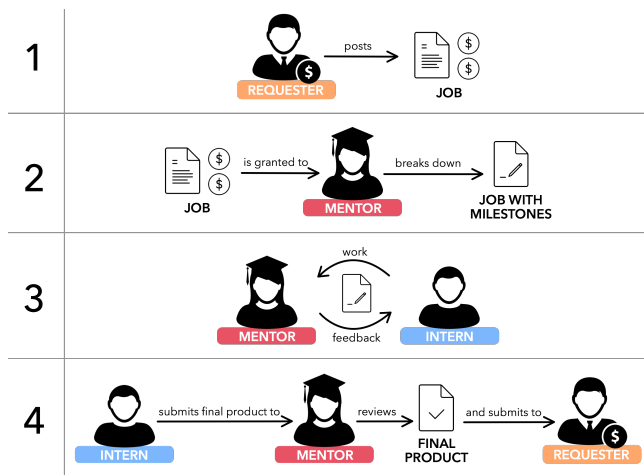 1
posts
$
$
$
REQUESTER
JOB
2
is granted to
breaks down
$
$
JOB
MENTOR
JOB WITH
MILESTONES
3
work
MENTOR
feedback
INTERN
4
submits final product to
reviews
and submits to
$
INTERN
MENTOR
FINAL
PRODUCT
REQUESTER